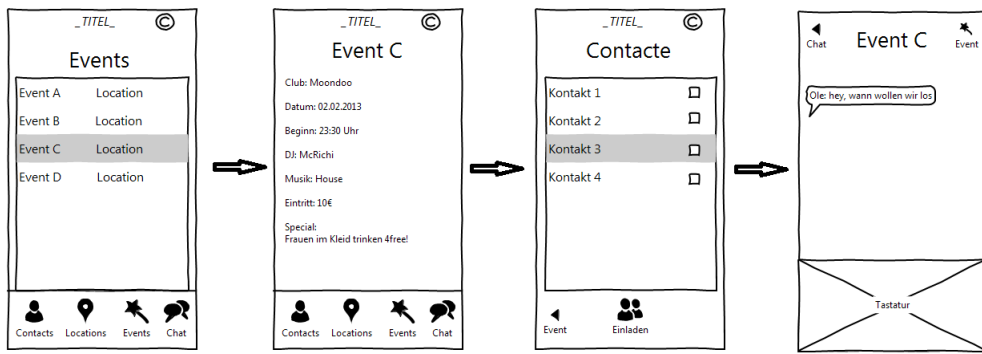 _TITEL_ ©
Events
Event A Location
Event B Location
Event C Location
Event D Location
Contacts Locations Events Chat
_TITEL_ ©
Event C
Club: Moondoo
Datum: 02.02.2013
Beginn: 23:30 Uhr
DJ: McRichi
Musik: House
Eintritt: 10€
Special:
Frauen im Kleid trinken 4free!
Contacts Locations Events Chat
_TITEL_ ©
Contacte
Kontakt 1
Kontakt 2
Kontakt 3
Kontakt 4
Event Einladen
Chat Event C Event
Ole: hey, wann wollen wir los
Tastatur